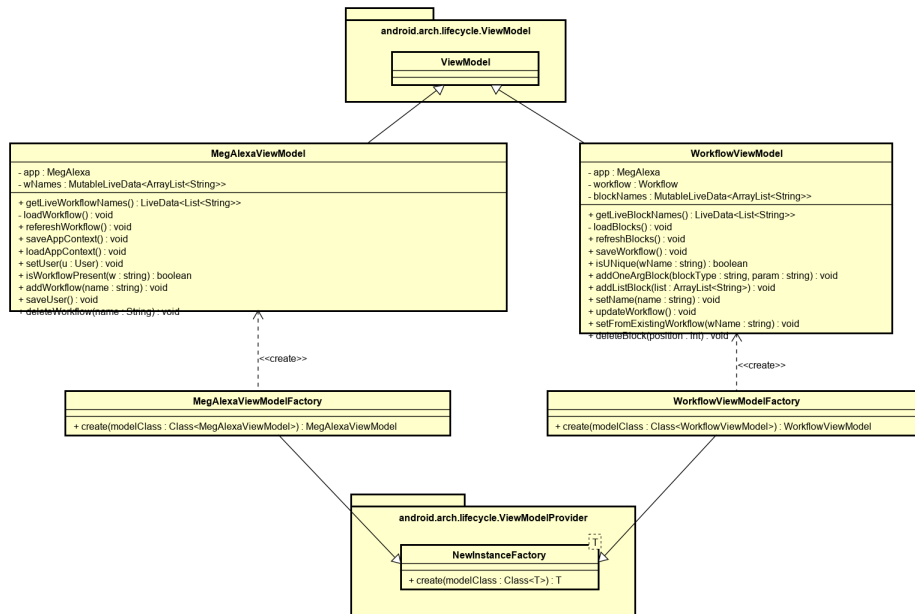 android.arch.lifecycle.ViewModel
ViewModel
MegAlexaViewModel
- app : MegAlexa
- wNames : MutableLiveData<ArrayList<String>>
+ getLiveWorkflowNames() : LiveData<List<String>>
- loadWorkflow() : void
+ refereshWorkflow() : void
+ saveAppContext() : void
+ loadAppContext() : void
+ setUser(u : User) : void
+ isWorkflowPresent(w : string) : boolean
+ addWorkflow(name : string) : void
+ saveUser() : void
+ deleteWorkflow(name : String) : void
WorkflowViewModel
- app : MegAlexa
- workflow : Workflow
- blockNames : MutableLiveData<ArrayList<String>>
+ getLiveBlockNames() : LiveData<List<String>>
- loadBlocks() : void
+ refreshBlocks() : void
+ saveWorkflow() : void
+ isUNique(wName : string) : boolean
+ addOneArgBlock(blockType : string, param : string) : void
+ addListBlock(list : ArrayList<String>) : void
+ setName(name : string) : void
+ updateWorkflow() : void
+ setFromExistingWorkflow(wName : string) : void
+ deleteBlock(position : int) : void
<<create>>
<<create>>
MegAlexaViewModelFactory
+ create(modelClass : Class<MegAlexaViewModel>) : MegAlexaViewModel
WorkflowViewModelFactory
+ create(modelClass : Class<WorkflowViewModel>) : WorkflowViewModel
android.arch.lifecycle.ViewModelProvider
T
NewInstanceFactory
+ create(modelClass : Class<T>) : T